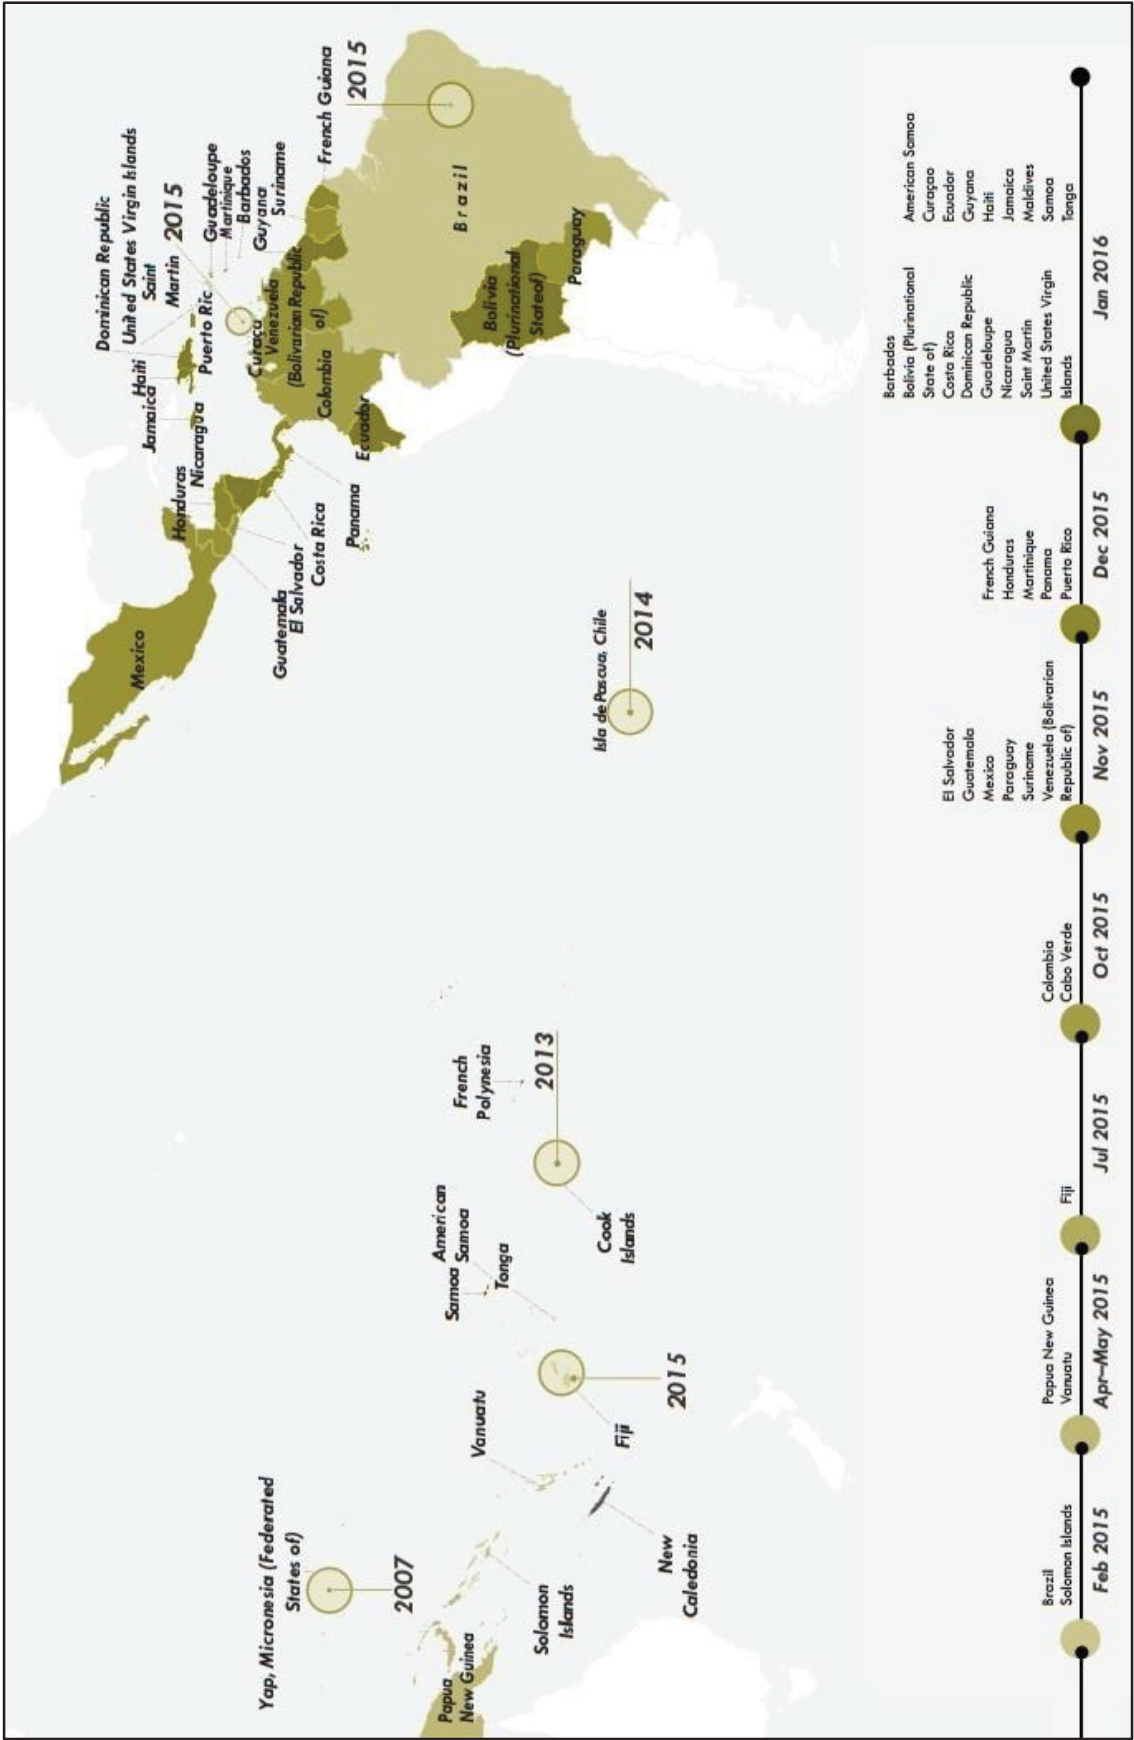 Yap, Micronesia (Federated
States of)
2007
Papua
New Guinea
Solomon
Islands
New
Caledonia
Vanuatu
Fiji
2015
Samoa
American
Samoa
Tonga
Cook
Islands
2013
French
Polynesia
Isla de Pascua, Chile
2014
Mexico
Guatemala
El Salvador
Honduras
Nicaragua
Costa Rica
Panama
Jamaica
Haiti
Dominican Republic
United States Virgin Islands
Saint
Martin
2015
Puerto Ric
Guadeloupe
Martinique
Barbados
Guyana
Suriname
French Guiana
2015
Curaça
Venezuela
(Bolivarian Republic
of)
Colombia
Ecuador
Brazil
Bolivia
(Plurinational
Stateof)
Paraguay
Brazil
Solomon Islands
Feb 2015
Papua New Guinea
Vanuatu
Apr–May 2015
Fiji
Jul 2015
Colombia
Cabo Verde
Oct 2015
El Salvador
Guatemala
Mexico
Paraguay
Suriname
Venezuela (Bolivarian
Republic of)
Nov 2015
French Guiana
Honduras
Martinique
Panama
Puerto Rico
Dec 2015
Barbados
Bolivia (Plurinational
State of)
Costa Rica
Dominican Republic
Guadeloupe
Nicaragua
Saint Martin
United States Virgin
Islands
American Samoa
Curaçao
Ecuador
Guyana
Haiti
Jamaica
Maldives
Samoa
Tonga
Jan 2016